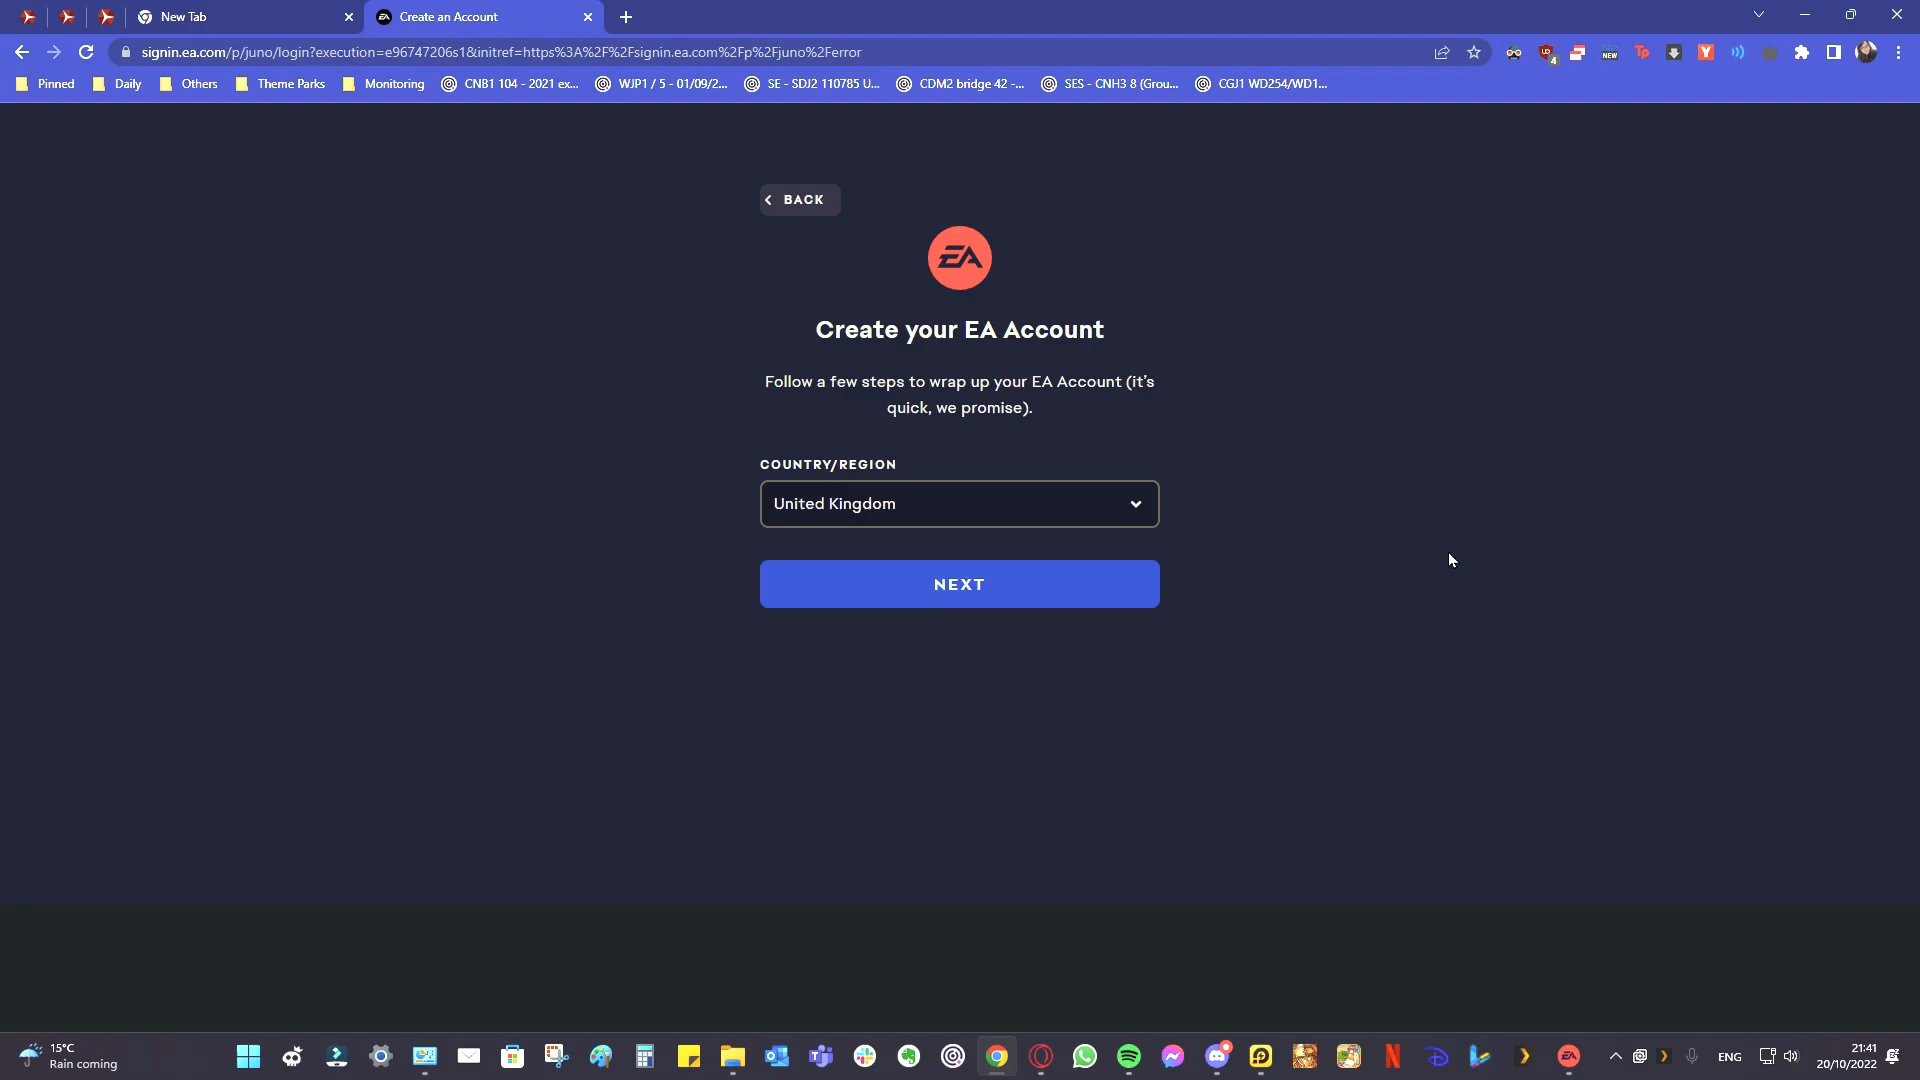 New Tab
Create an Account
signin.ea.com/p/juno/login?execution=e96747206s1&initref=https%3A%2F%2Fsignin.ea.com%2Fp%2Fjuno%2Ferror
4
NEW
Tp
Pinned
Daily
Others
Theme Parks
Monitoring
CNB1 104 - 2021 ex...
WJP1 / 5 - 01/09/2...
SE - SDJ2 110785 U...
CDM2 bridge 42 -...
SES - CNH3 8 (Grou...
CGJ1 WD254/WD1...
BACK
EA
Create your EA Account
Follow a few steps to wrap up your EA Account (it's
quick, we promise).
COUNTRY/REGION
United Kingdom
NEXT
15°C
Rain coming
ENG
21:41
20/10/2022